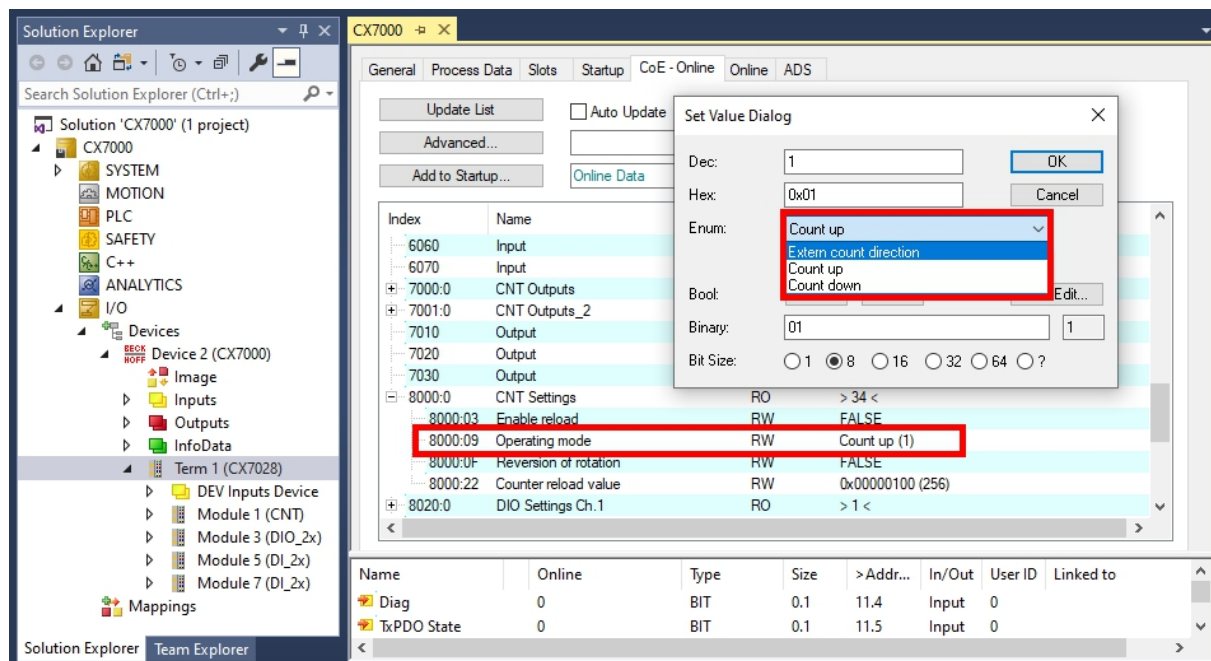 Solution Explorer
Search Solution Explorer (Ctrl+;)
Solution 'CX7000' (1 project)
CX7000
SYSTEM
MOTION
PLC
SAFETY
C++
ANALYTICS
I/O
Devices
BECK
HOFF
Device 2 (CX7000)
Image
Inputs
Outputs
InfoData
Term 1 (CX7028)
DEV Inputs Device
Module 1 (CNT)
Module 3 (DIO_2x)
Module 5 (DI_2x)
Module 7 (DI_2x)
Mappings
Solution Explorer Team Explorer
CX7000
General Process Data Slots Startup CoE - Online Online ADS
Update List Auto Update
Advanced...
Add to Startup... Online Data
Index Name
6060 Input
6070 Input
7000:0 CNT Outputs
7001:0 CNT Outputs_2
7010 Output
7020 Output
7030 Output
8000:0 CNT Settings RO > 34 <
8000:03 Enable reload RW FALSE
8000:09 Operating mode RW Count up (1)
8000:0F Reversion of rotation RW FALSE
8000:22 Counter reload value RW 0x00000100 (256)
8020:0 DIO Settings Ch.1 RO > 1 <
Set Value Dialog
Dec: 1 OK
Hex: 0x01 Cancel
Enum: Count up
Extern count direction
Count up
Count down
Bool: Edit...
Binary: 01 1
Bit Size: 1 8 16 32 64 ?
Name Online Type Size >Addr... In/Out User ID Linked to
Diag 0 BIT 0.1 11.4 Input 0
TxPDO State 0 BIT 0.1 11.5 Input 0